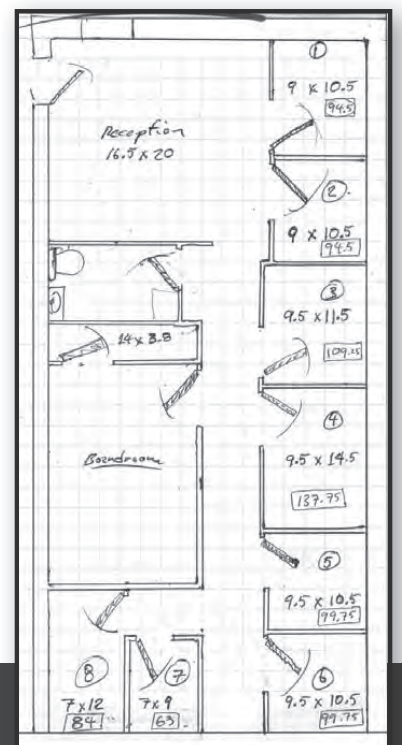 ①
9 x 10.5
94.5
Reception
16.5 x 20
②
9 x 10.5
94.5
③
9.5 x 11.5
109.25
14 x 3.8
④
9.5 x 14.5
137.75
Boardroom
⑤
9.5 x 10.5
99.75
⑧
7 x 12
84
⑦
7 x 9
63
⑥
9.5 x 10.5
99.75